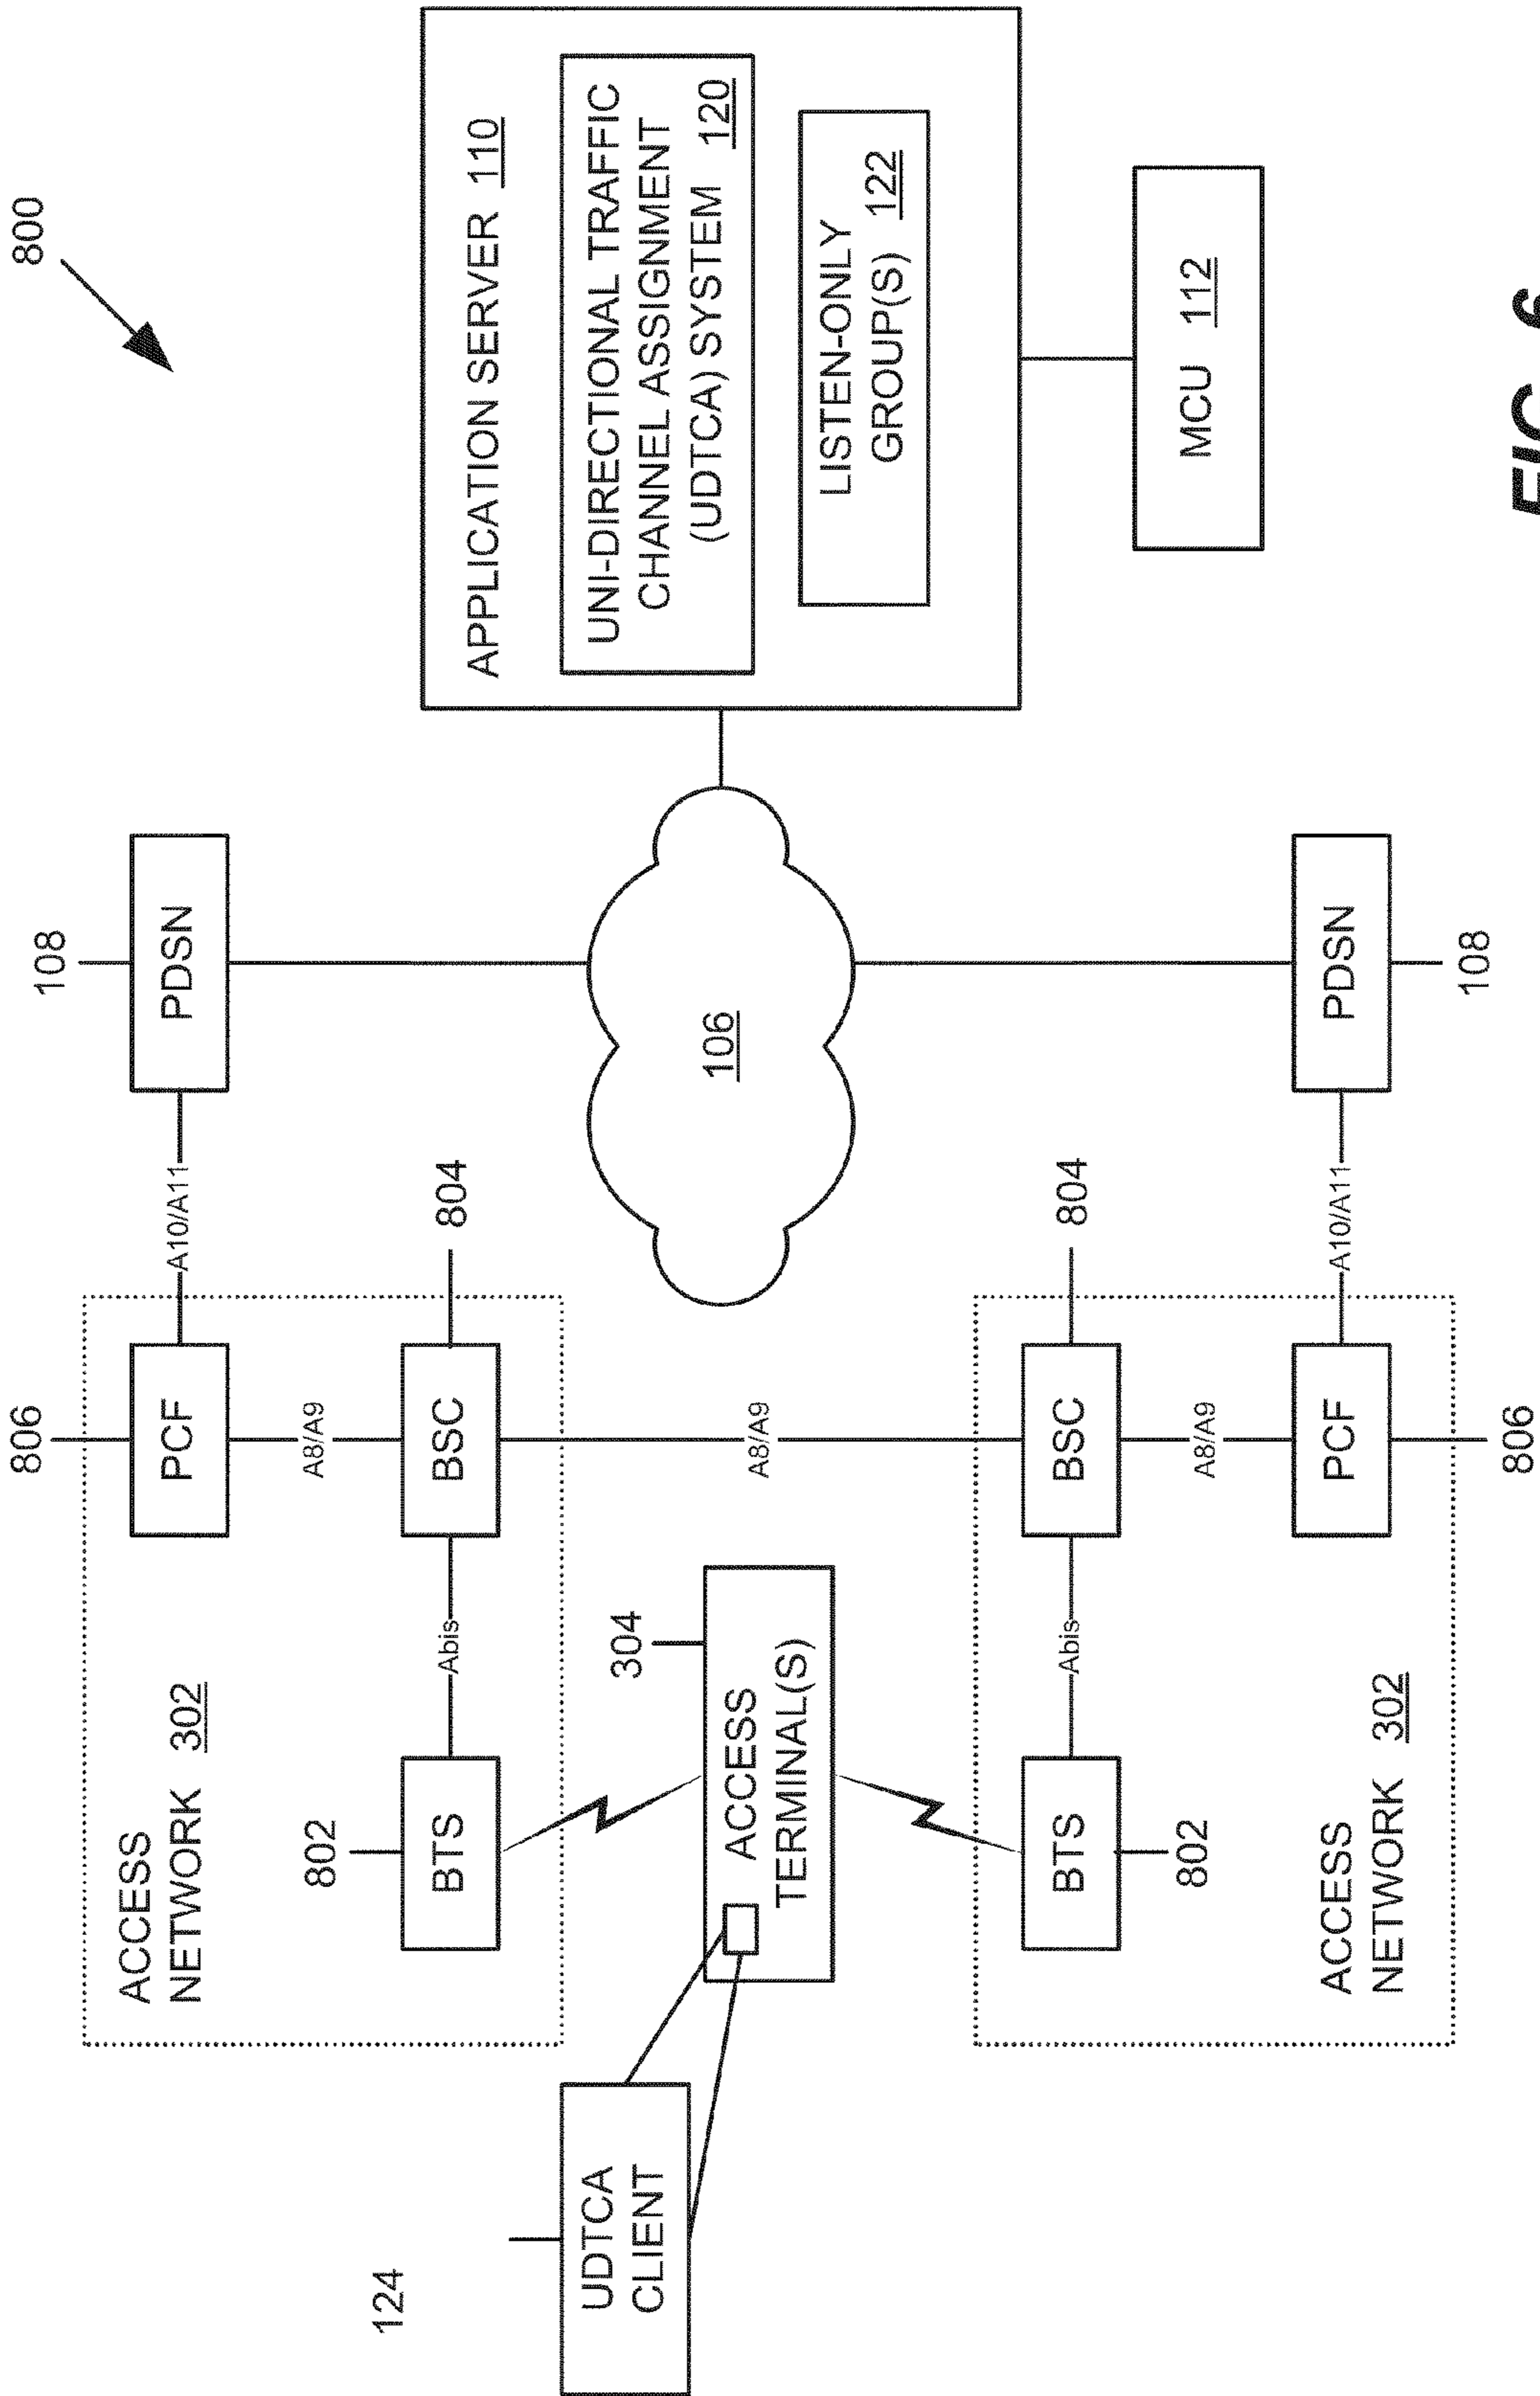 800
124
UDTCA
CLIENT
ACCESS
NETWORK 302
802
BTS
Abis
BSC
804
A8/A9
PCF
806
A10/A11
PDSN
108
304
ACCESS
TERMINAL(S)
A8/A9
106
APPLICATION SERVER 110
UNI-DIRECTIONAL TRAFFIC
CHANNEL ASSIGNMENT
(UDTCA) SYSTEM 120
LISTEN-ONLY
GROUP(S) 122
MCU 112
BTS
802
Abis
BSC
804
A8/A9
PCF
806
A10/A11
PDSN
108
ACCESS
NETWORK 302
FIG. 6